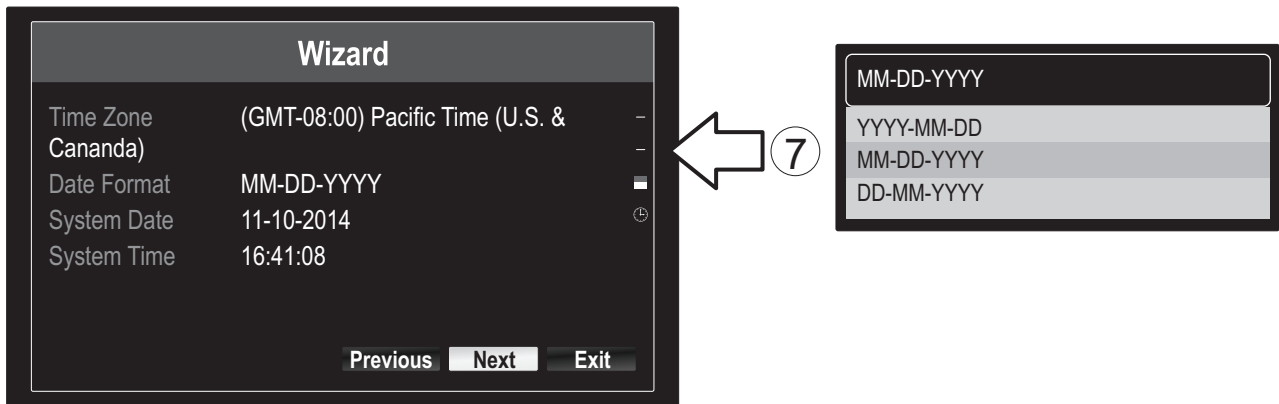 Wizard
Time Zone (GMT-08:00) Pacific Time (U.S. &
Cananda)
Date Format MM-DD-YYYY
System Date 11-10-2014
System Time 16:41:08
Previous Next Exit
7
MM-DD-YYYY
YYYY-MM-DD
MM-DD-YYYY
DD-MM-YYYY